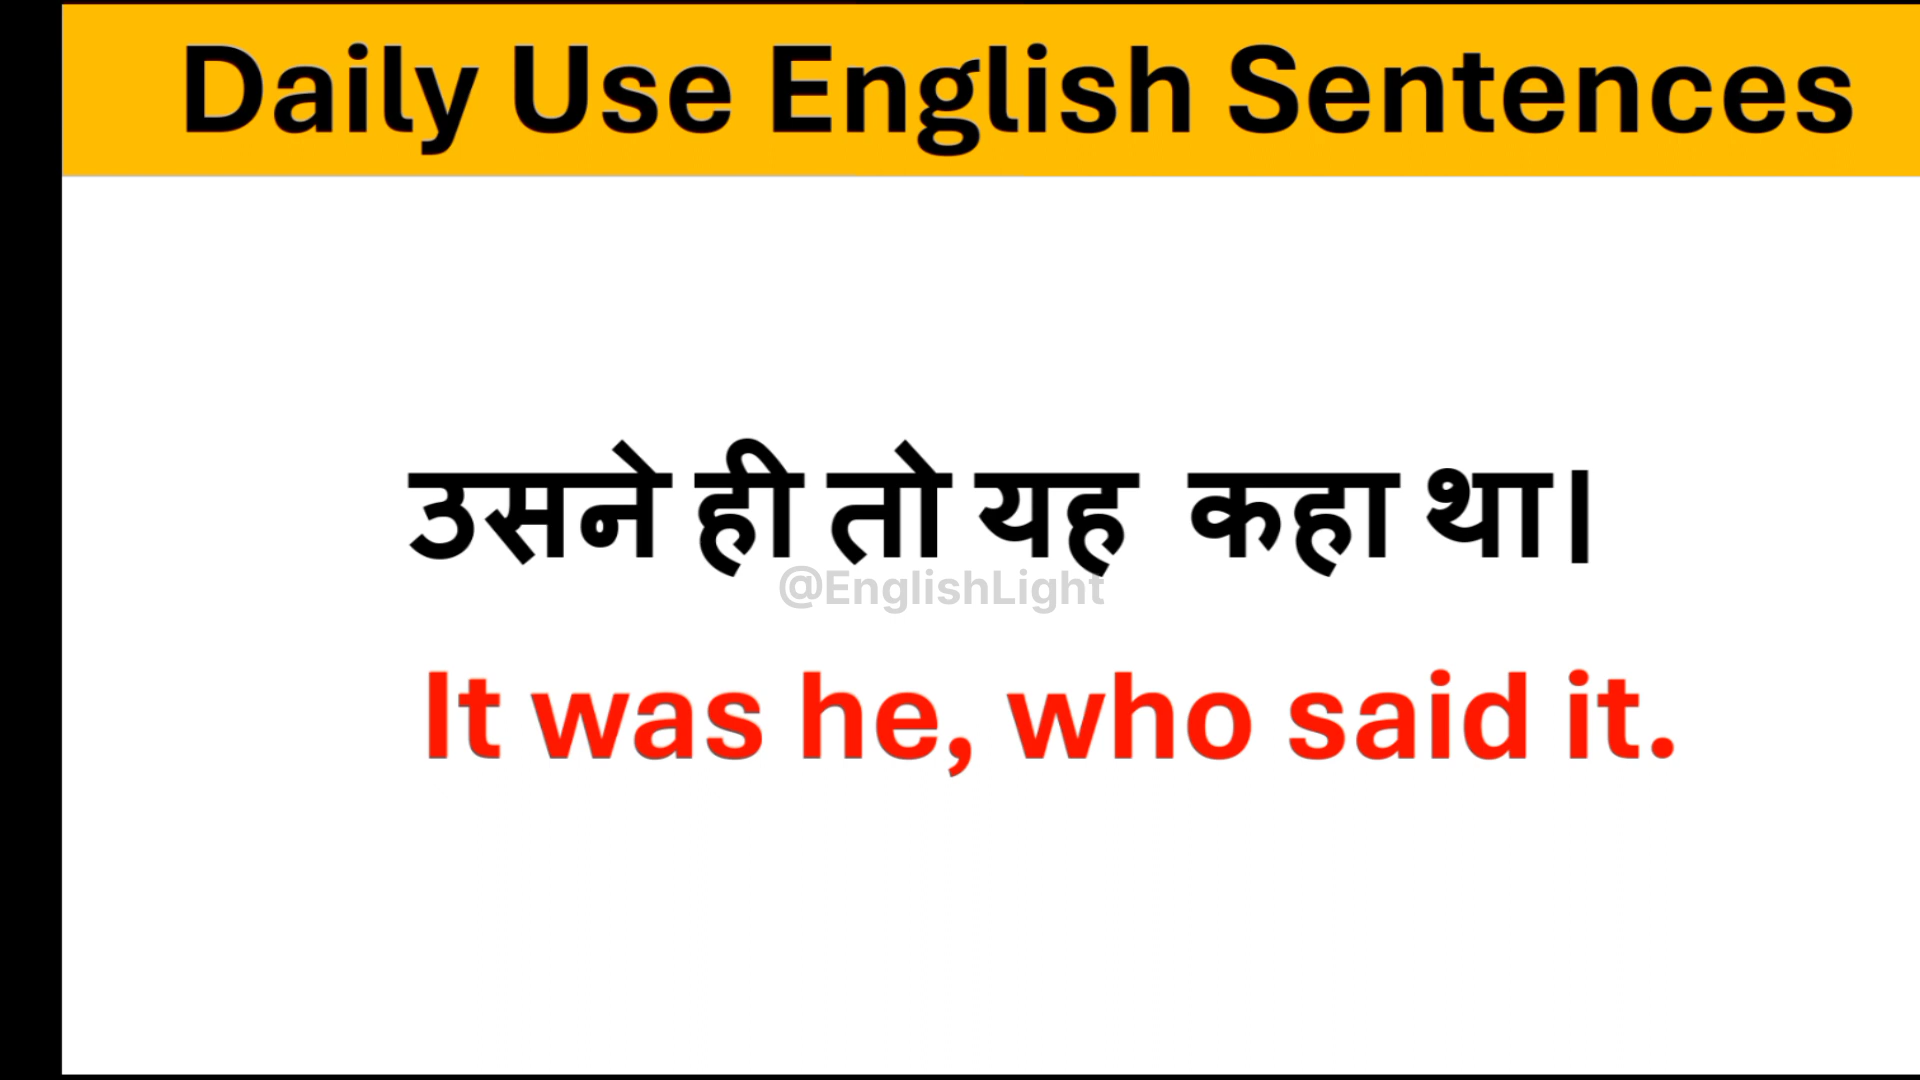 Daily Use English Sentences
उसने ही तो यह कहा था।
@EnglishLight
It was he, who said it.